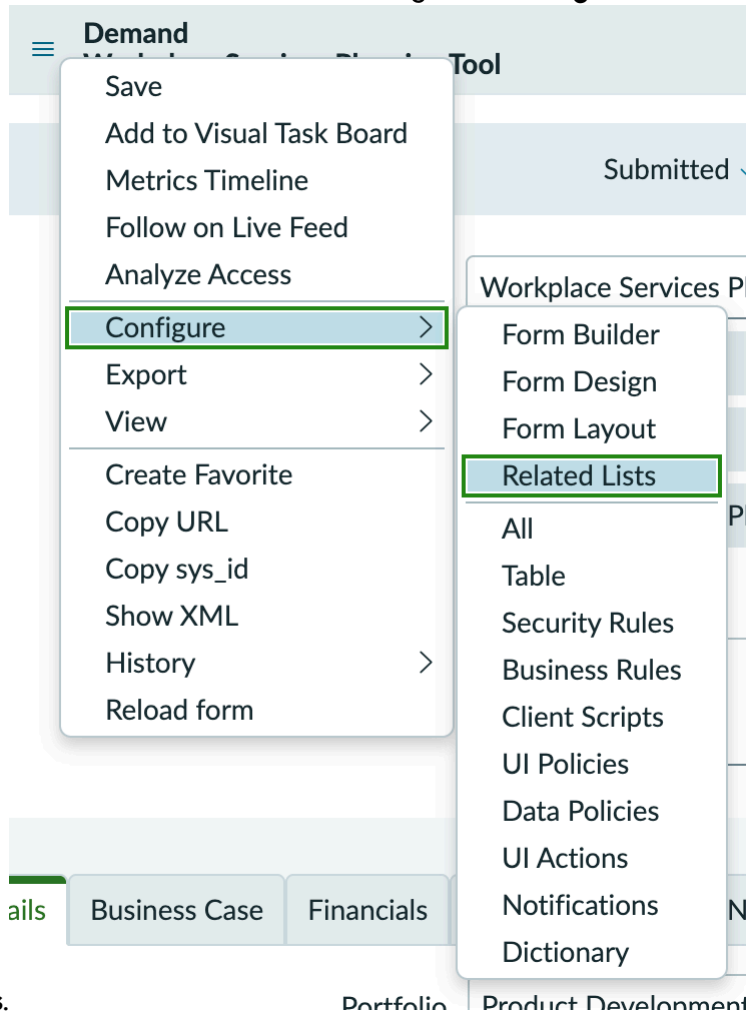 Demand
Tool
Save
Add to Visual Task Board
Metrics Timeline
Follow on Live Feed
Analyze Access
Configure
Export
View
Create Favorite
Copy URL
Copy sys_id
Show XML
History
Reload form
Submitted
Workplace Services Pl
Form Builder
Form Design
Form Layout
Related Lists
All
Table
Security Rules
Business Rules
Client Scripts
UI Policies
Data Policies
UI Actions
Notifications
Dictionary
Pl
ails
Business Case
Financials
N
s.
Portfolio
Product Development